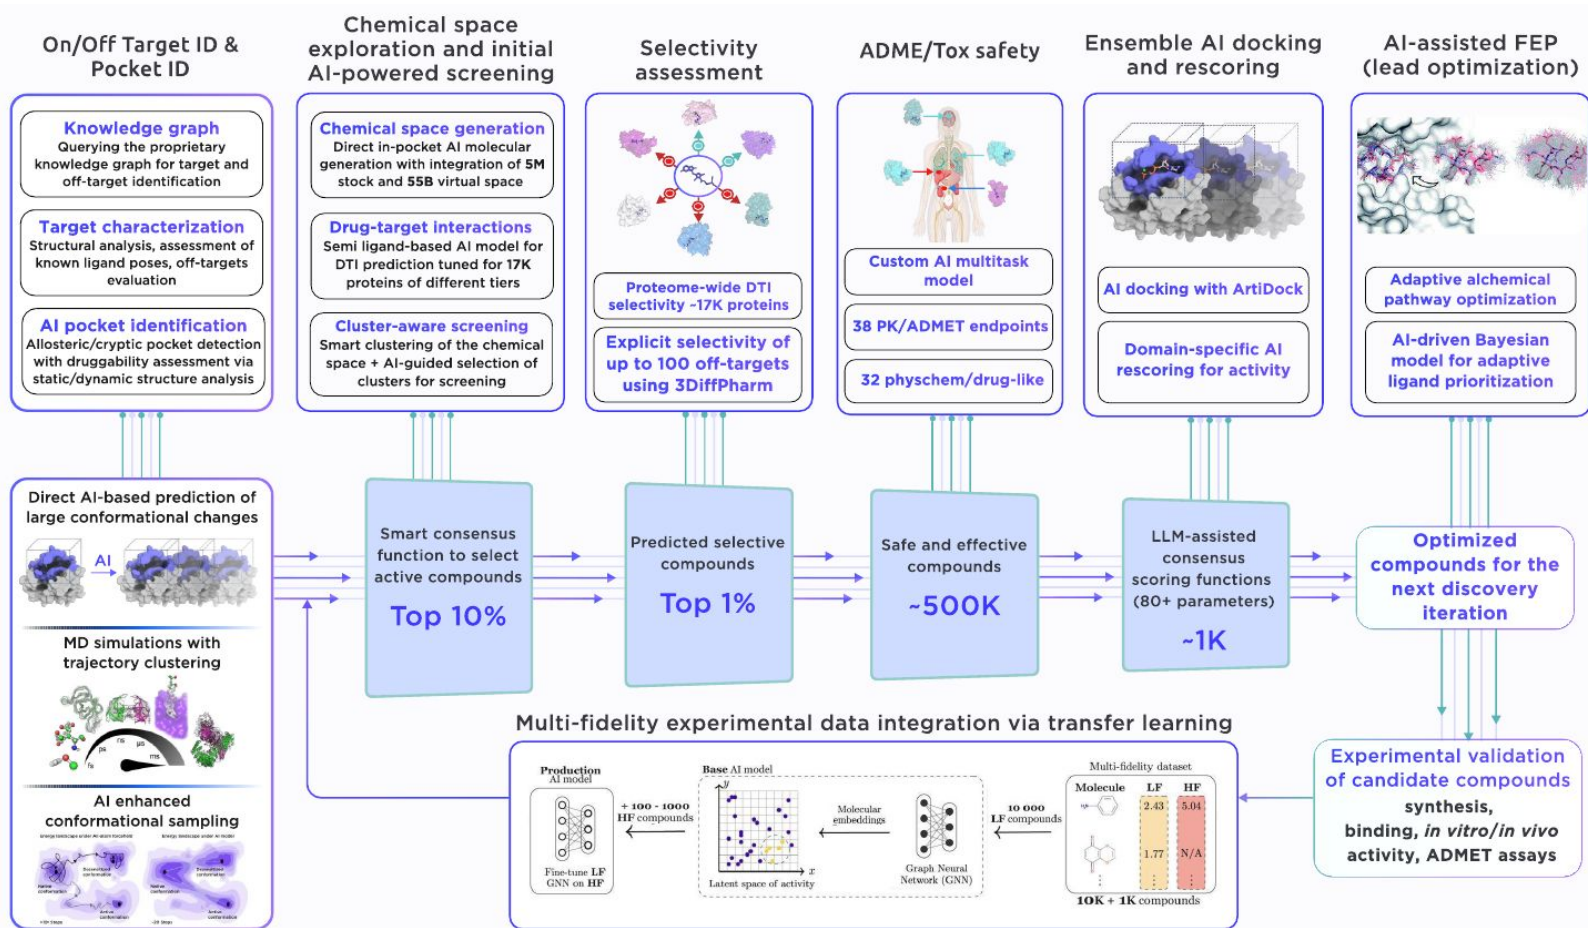 On/Off Target ID &
Pocket ID
Knowledge graph
Querying the proprietary
knowledge graph for target and
off-target identification
Target characterization
Structural analysis, assessment of
known ligand poses, off-targets
evaluation
AI pocket identification
Allosteric/cryptic pocket detection
with druggability assessment via
static/dynamic structure analysis
Chemical space
exploration and initial
AI-powered screening
Chemical space generation
Direct in-pocket AI molecular
generation with integration of 5M
stock and 55B virtual space
Drug-target interactions
Semi ligand-based AI model for
DTI prediction tuned for 17K
proteins of different tiers
Cluster-aware screening
Smart clustering of the chemical
space + AI-guided selection of
clusters for screening
Selectivity
assessment
Proteome-wide DTI
selectivity ~17K proteins
Explicit selectivity of
up to 100 off-targets
using 3DiffPharm
ADME/Tox safety
Custom AI multitask
model
38 PK/ADMET endpoints
32 physchem/drug-like
Ensemble AI docking
and rescoring
AI docking with ArtiDock
Domain-specific AI
rescoring for activity
AI-assisted FEP
(lead optimization)
Adaptive alchemical
pathway optimization
AI-driven Bayesian
model for adaptive
ligand prioritization
Direct AI-based prediction of
large conformational changes
AI
MD simulations with
trajectory clustering
fs
ps
ns
μs
ms
AI enhanced
conformational sampling
Native
conformation
Active
conformation
Native
conformation
Active
conformation
Smart consensus
function to select
active compounds
Top 10%
Predicted selective
compounds
Top 1%
Safe and effective
compounds
~500K
LLM-assisted
consensus
scoring functions
(80+ parameters)
~1K
Optimized
compounds for the
next discovery
iteration
Experimental validation
of candidate compounds
synthesis,
binding, in vitro/in vivo
activity, ADMET assays
Multi-fidelity experimental data integration via transfer learning
Production
AI model
Fine-tune LF
GNN on HF
+ 100 - 1000
HF compounds
Base AI model
y
x
Latent space of activity
Molecular
embeddings
Graph Neural
Network (GNN)
10 000
LF compounds
Multi-fidelity dataset
Molecule LF HF
2.43 5.04
1.77 N/A
10K + 1K compounds